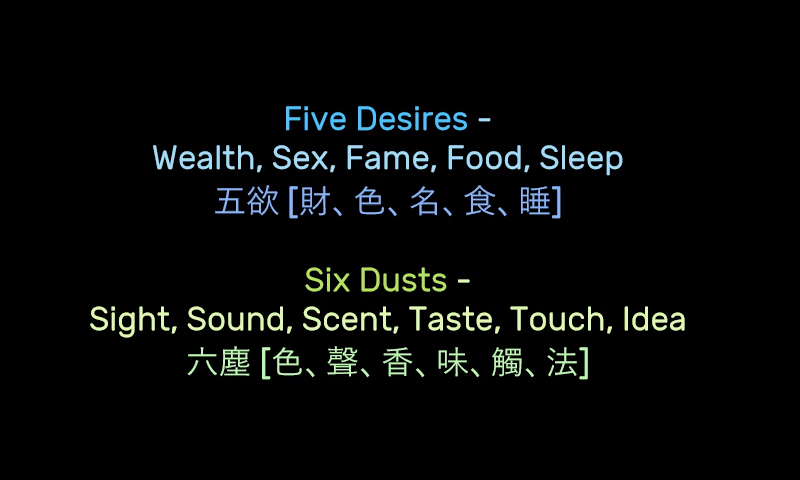 Five Desires -
Wealth, Sex, Fame, Food, Sleep
五欲 [財、色、名、食、睡]
Six Dusts -
Sight, Sound, Scent, Taste, Touch, Idea
六塵 [色、聲、香、味、觸、法]